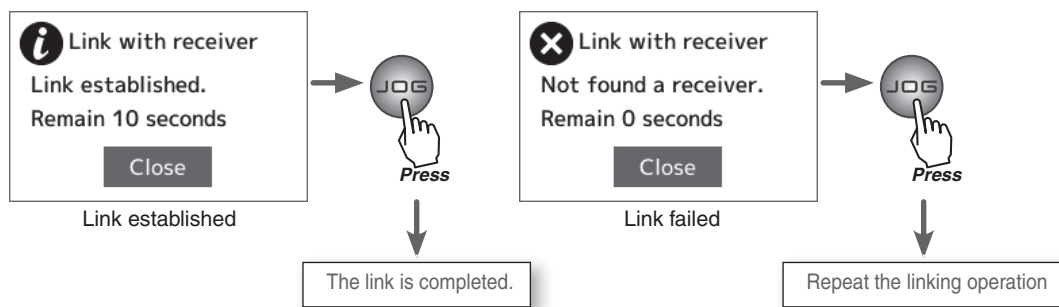 i Link with receiver
Link established.
Remain 10 seconds
Close
Link established
JOG
Press
The link is completed.
Link with receiver
Not found a receiver.
Remain 0 seconds
Close
Link failed
JOG
Press
Repeat the linking operation